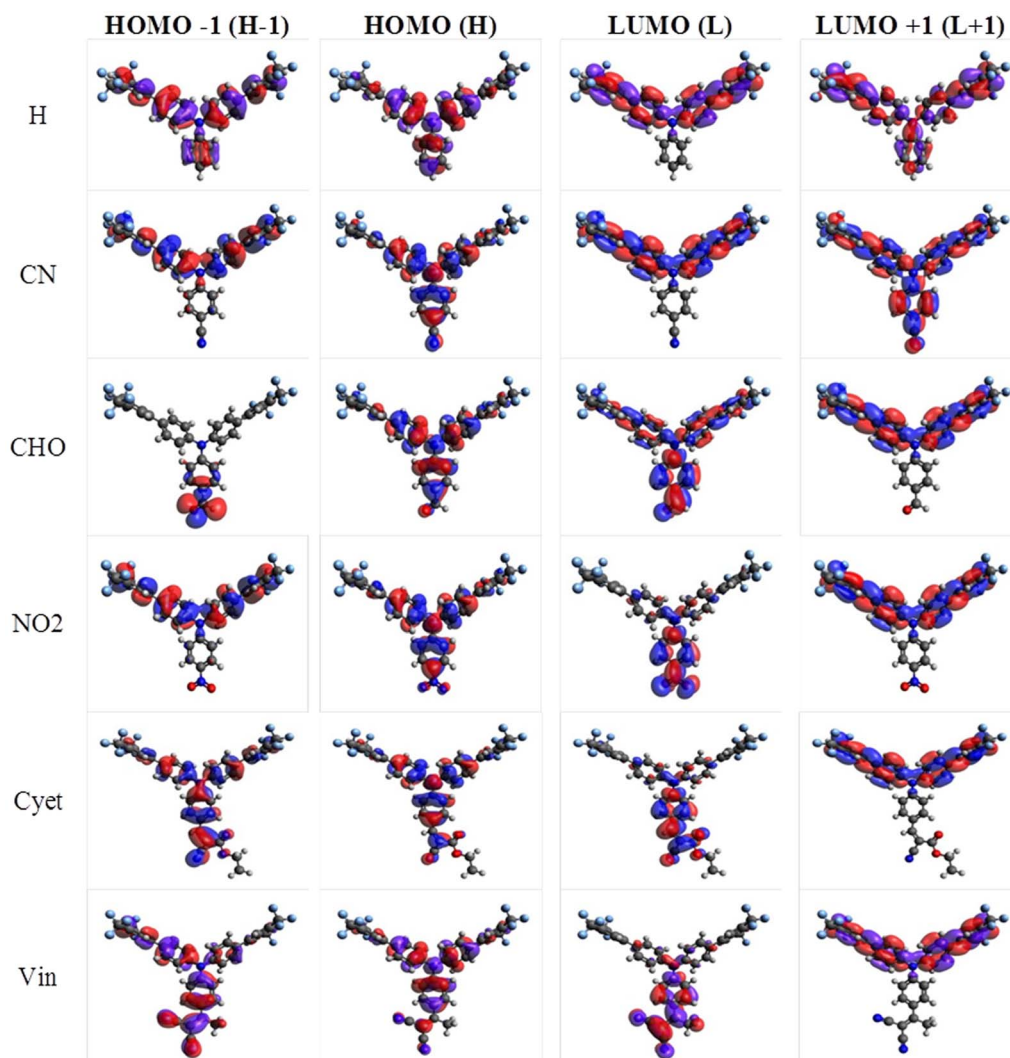 HOMO -1 (H-1) HOMO (H) LUMO (L) LUMO +1 (L+1)
H
CN
CHO
NO2
Cyet
Vin